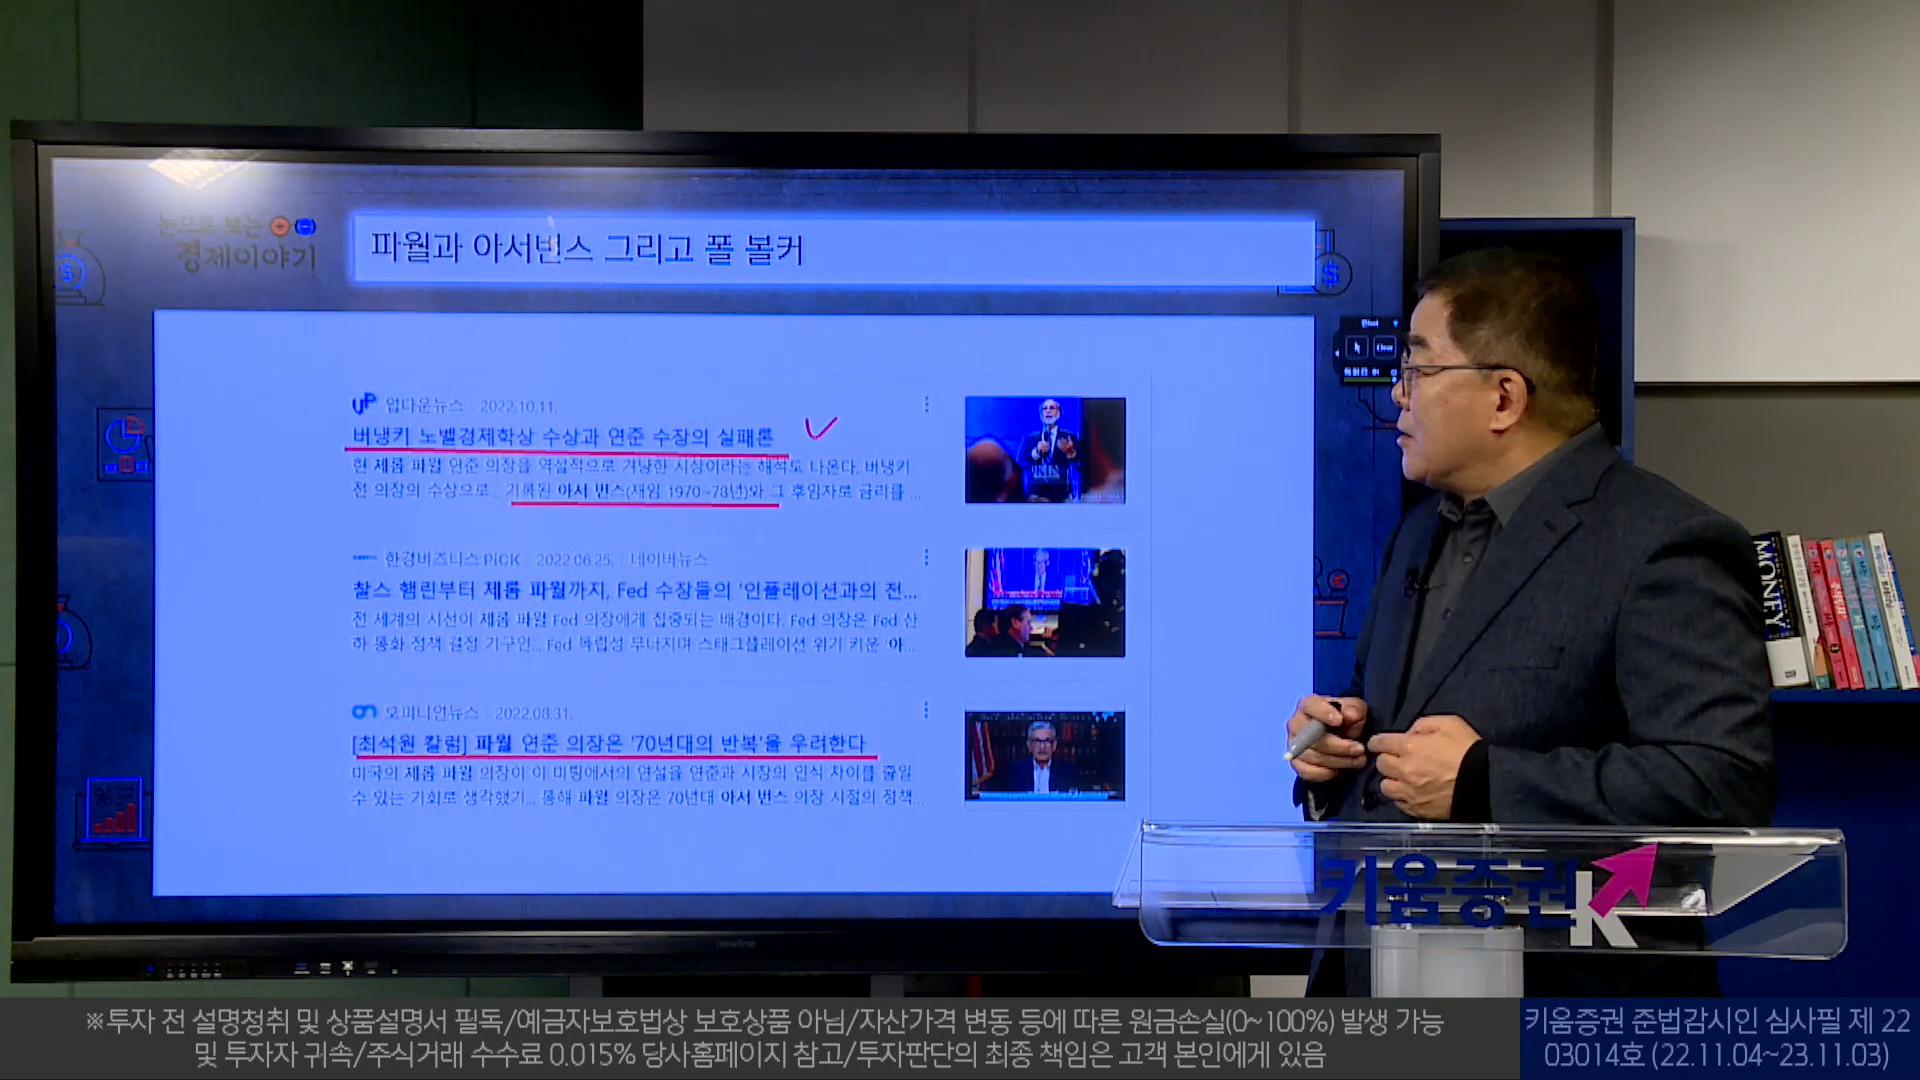 눈으로 보는
경제이야기
파월과 아서번스 그리고 폴 볼커
업다운뉴스 2022.10.11.
버냉키 노벨경제학상 수상과 연준 수장의 실패론
현 제롬 파월 연준 의장을 역설적으로 겨냥한 시상이라는 해석도 나온다. 버냉키
전 의장의 수상으로... 기록된 아서 번스(재임 1970~78년)와 그 후임자로 금리를 ...
한경비즈니스 PiCK 2022.06.25. 네이버뉴스
찰스 햄린부터 제롬 파월까지, Fed 수장들의 '인플레이션과의 전...
전 세계의 시선이 제롬 파월 Fed 의장에게 집중되는 배경이다. Fed 의장은 Fed 산
하 통화 정책 결정 기구인... Fed 독립성 무너지며 스태그플레이션 위기 키운 '아...
오피니언뉴스 2022.08.31.
[최석원 칼럼] 파월 연준 의장은 '70년대의 반복'을 우려한다
미국의 제롬 파월 의장이 이 미팅에서의 연설을 연준과 시장의 인식 차이를 줄일
수 있는 기회로 생각했기... 통해 파월 의장은 70년대 아서 번스 의장 시절의 정책...
Clear
newline
MONEY
키움증권
K
※투자 전 설명청취 및 상품설명서 필독/예금자보호법상 보호상품 아님/자산가격 변동 등에 따른 원금손실(0~100%) 발생 가능
및 투자자 귀속/주식거래 수수료 0.015% 당사홈페이지 참고/투자판단의 최종 책임은 고객 본인에게 있음
키움증권 준법감시인 심사필 제 22
03014호 (22.11.04~23.11.03)